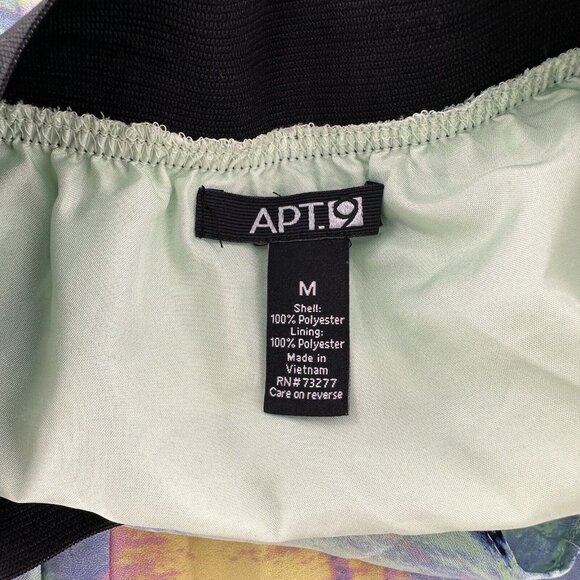 APT.9
M
Shell:
100% Polyester
Lining:
100% Polyester
Made in
Vietnam
RN#73277
Care on reverse